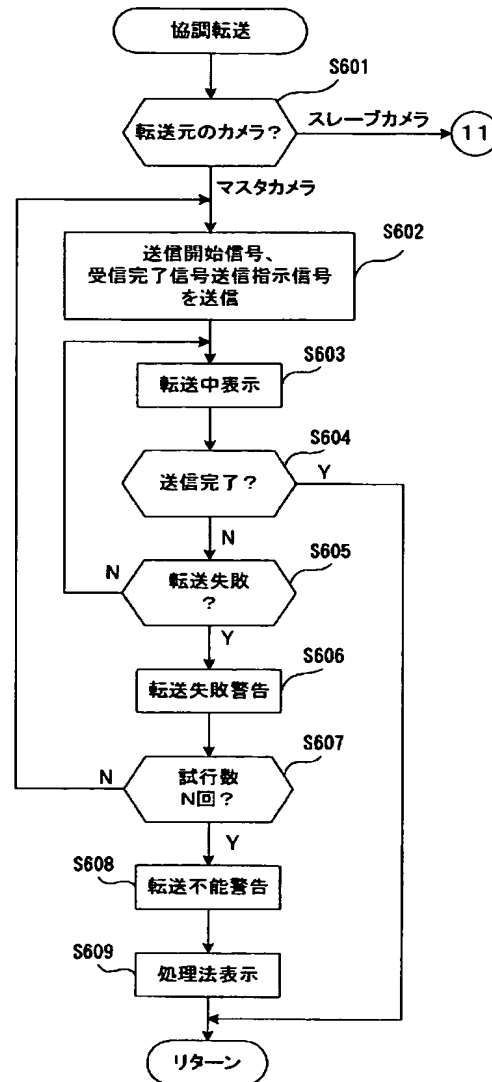 協調転送
S601
転送元のカメラ?
スレーブカメラ
11
マスタカメラ
S602
送信開始信号、
受信完了信号送信指示信号
を送信
S603
転送中表示
S604
送信完了?
Y
N
S605
N
転送失敗
?
Y
S606
転送失敗警告
S607
N
試行数
N回?
Y
S608
転送不能警告
S609
処理法表示
リターン